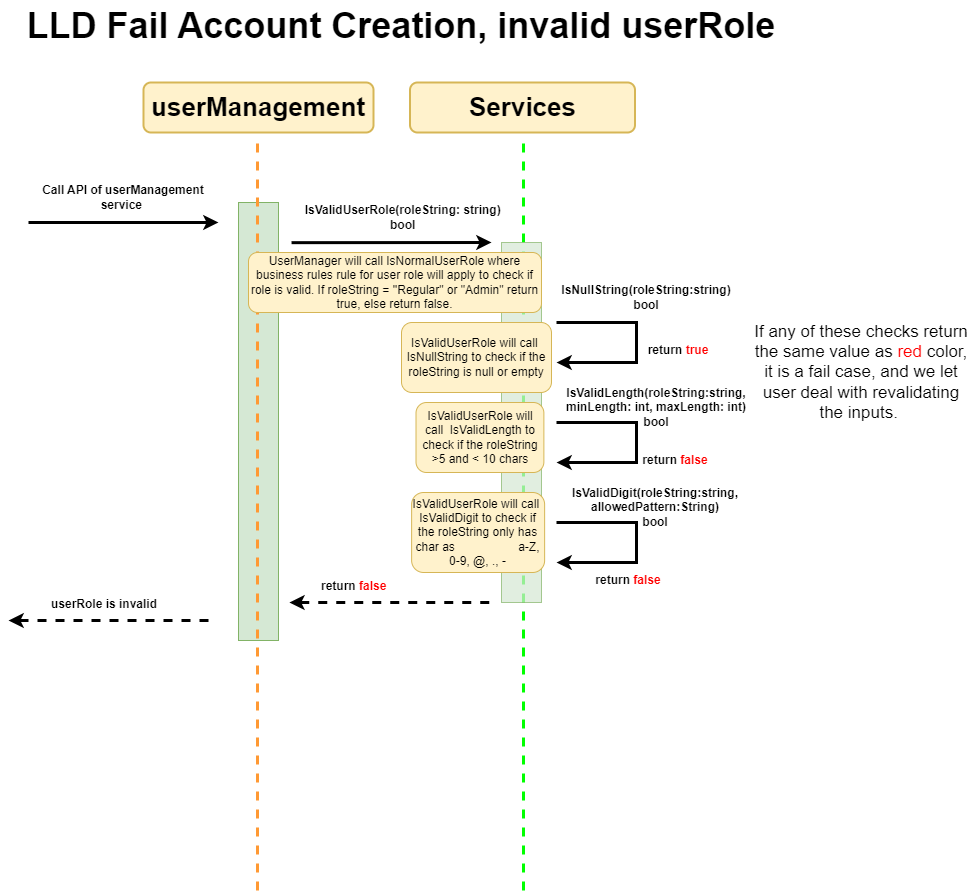 LLD Fail Account Creation, invalid userRole
userManagement
Services
Call API of userManagement
service
IsValidUserRole(roleString: string)
bool
UserManager will call IsNormalUserRole where
business rules rule for user role will apply to check if
role is valid. If roleString = "Regular" or "Admin" return
true, else return false.
IsNullString(roleString:string)
bool
IsValidUserRole will call
IsNullString to check if the
roleString is null or empty
return true
If any of these checks return
the same value as red color,
it is a fail case, and we let
user deal with revalidating
the inputs.
IsValidLength(roleString:string,
minLength: int, maxLength: int)
bool
IsValidUserRole will
call IsValidLength to
check if the roleString
>5 and < 10 chars
return false
IsValidDigit(roleString:string,
allowedPattern:String)
bool
IsValidUserRole will call
IsValidDigit to check if
the roleString only has
char as a-Z,
0-9, @, ., -
return false
return false
userRole is invalid